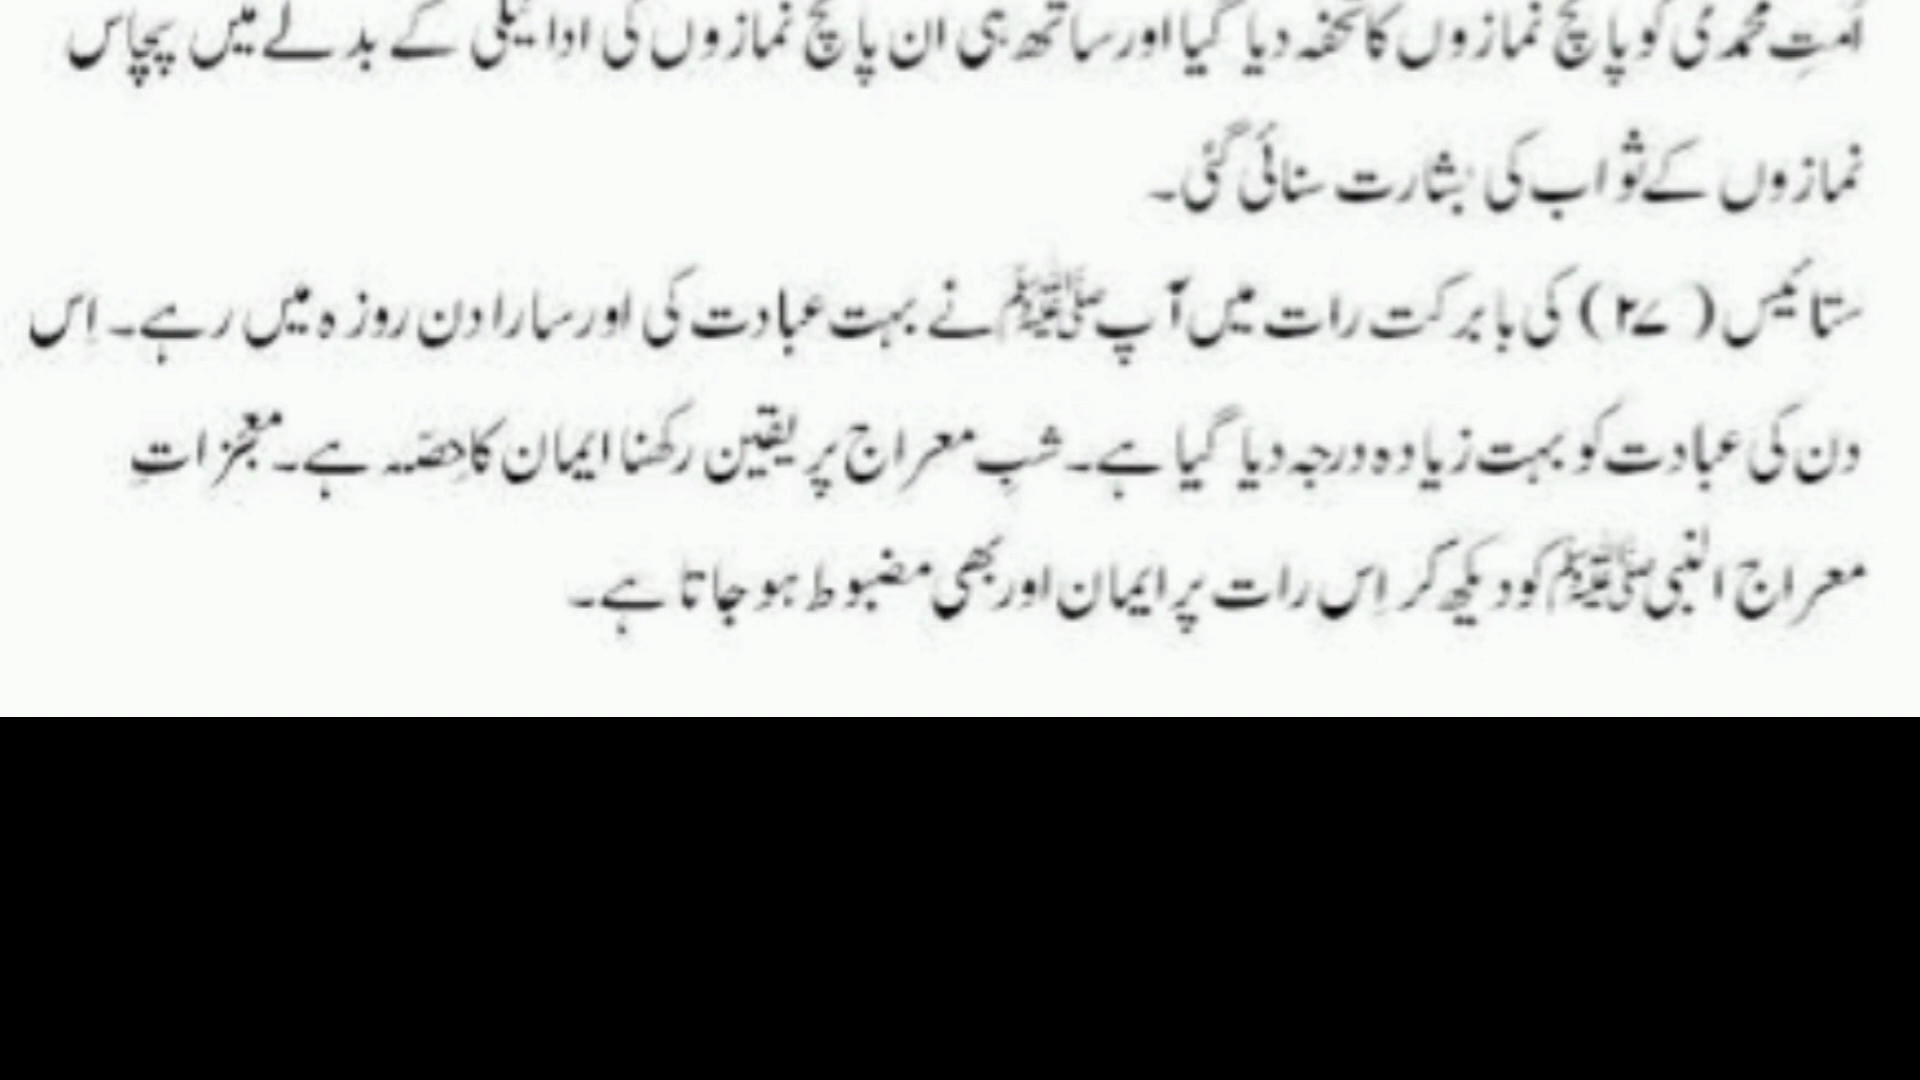 اُمتِ محمدی کو پانچ نمازوں کا تحفہ دیا گیا اور ساتھ ہی ان پانچ نمازوں کی ادائیگی کے بدلے میں پچاس
نمازوں کے ثواب کی بشارت سنائی گئی۔
ستائیس (۲۷) کی بابرکت رات میں آپ ﷺ نے بہت عبادت کی اور سارا دن روزہ میں رہے۔ اِس
دن کی عبادت کو بہت زیادہ درجہ دیا گیا ہے۔ شبِ معراج پر یقین رکھنا ایمان کا حِصّہ ہے۔ معجزاتِ
معراج النبی ﷺ کو دیکھ کر اِس رات پر ایمان اور بھی مضبوط ہو جاتا ہے۔